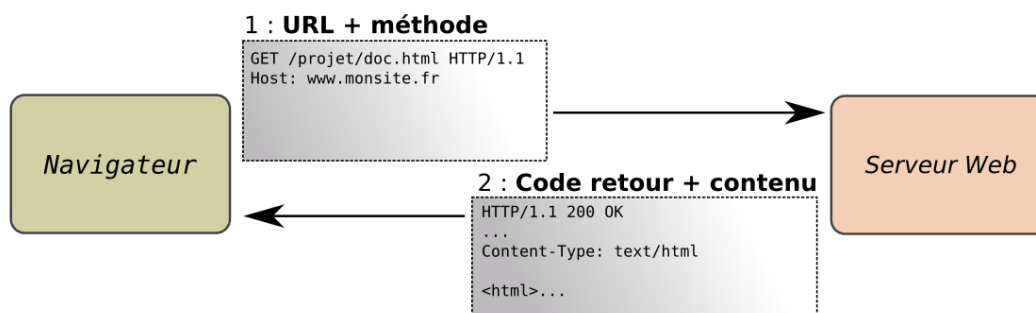 1 : URL + méthode
GET /projet/doc.html HTTP/1.1
Host: www.monsite.fr
Navigateur
Serveur Web
2 : Code retour + contenu
HTTP/1.1 200 OK
...
Content-Type: text/html
<html>...